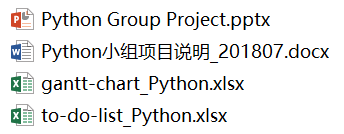 Python Group Project.pptx
Python小组项目说明_201807.docx
gantt-chart_Python.xlsx
to-do-list_Python.xlsx